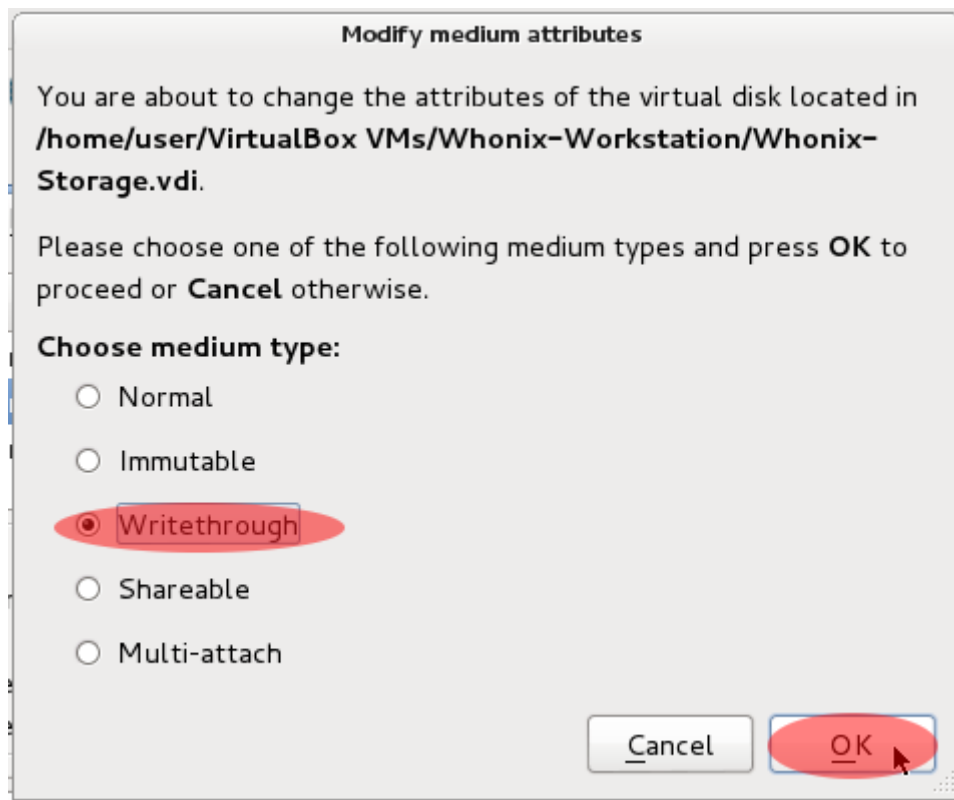 Modify medium attributes
You are about to change the attributes of the virtual disk located in
/home/user/VirtualBox VMs/Whonix-Workstation/Whonix-
Storage.vdi.
Please choose one of the following medium types and press OK to
proceed or Cancel otherwise.
Choose medium type:
Normal
Immutable
Writethrough
Shareable
Multi-attach
Cancel OK